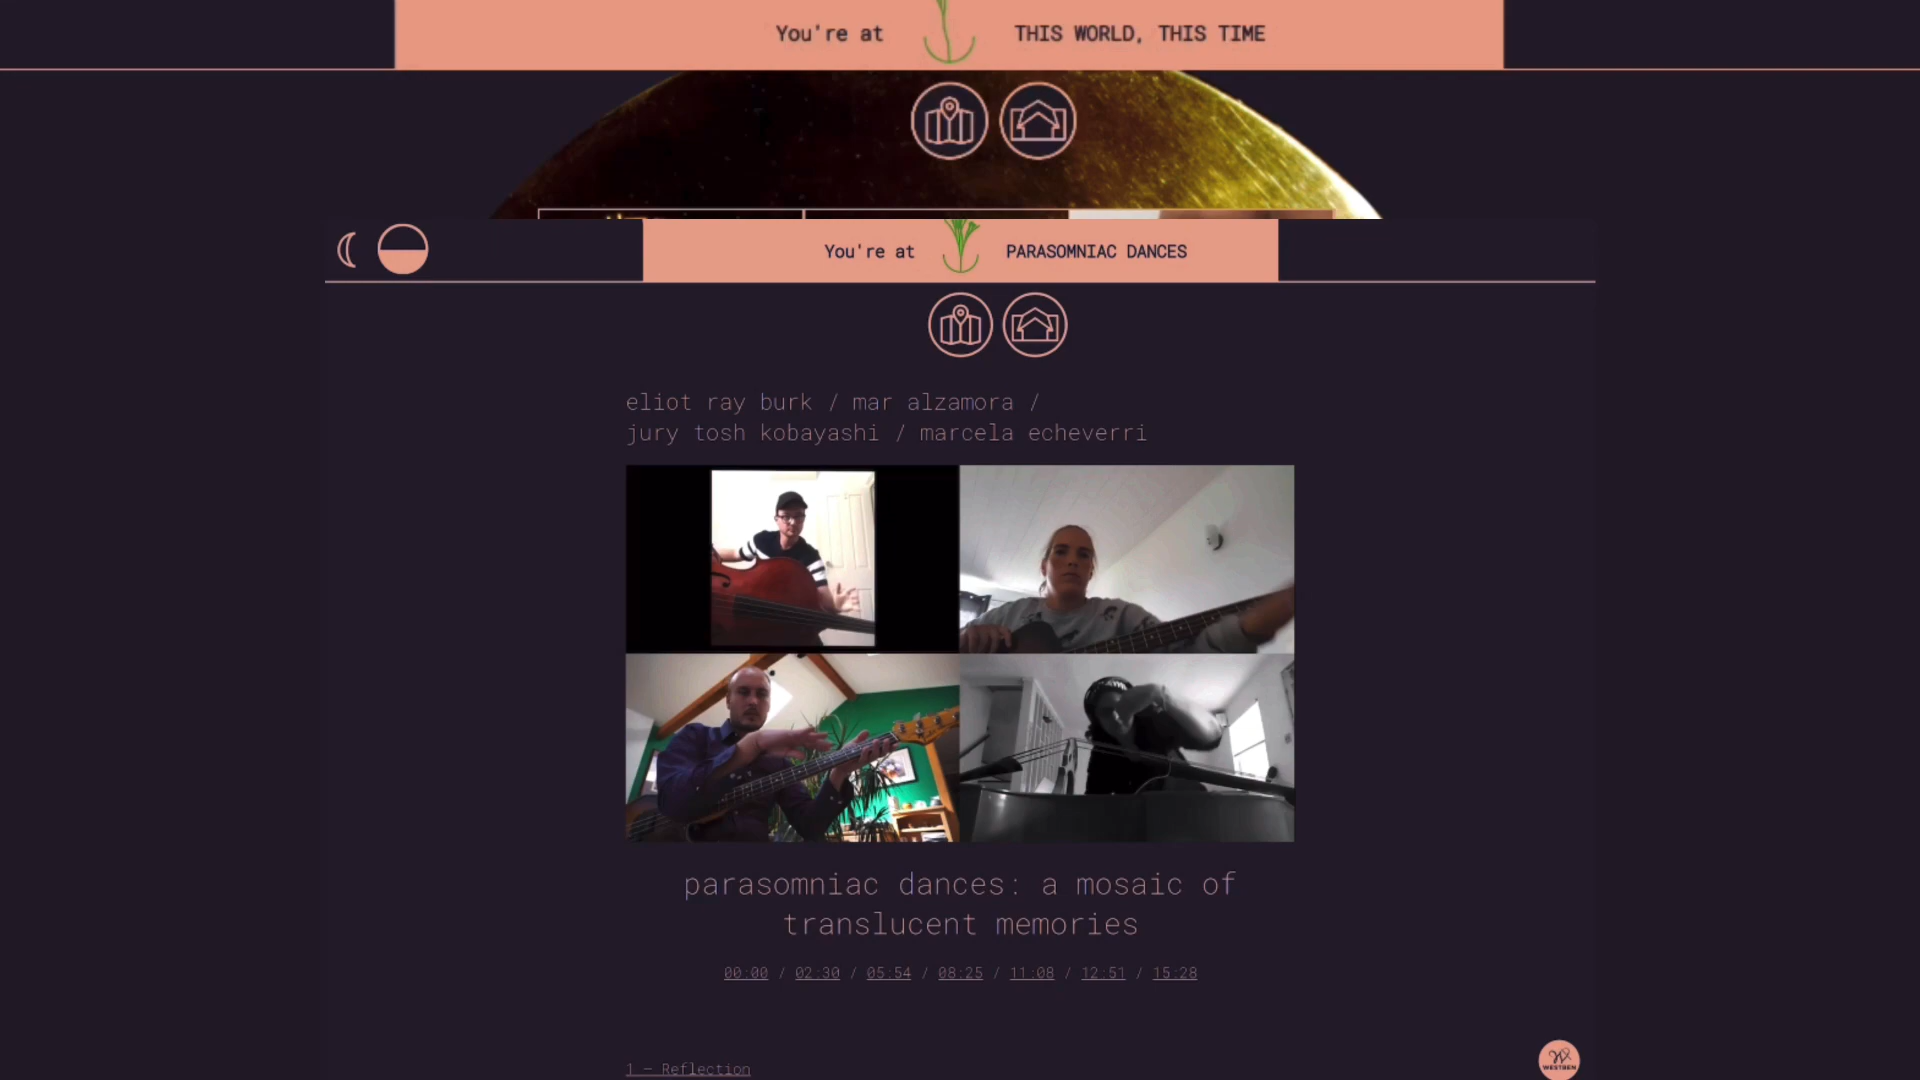 You're at THIS WORLD, THIS TIME
You're at PARASOMNIAC DANCES
eliot ray burk / mar alzamora /
jury tosh kobayashi / marcela echeverri
parasomniac dances: a mosaic of
translucent memories
00:00 / 02:30 / 05:54 / 08:25 / 11:08 / 12:51 / 15:28
1 – Reflection
WESTBEN